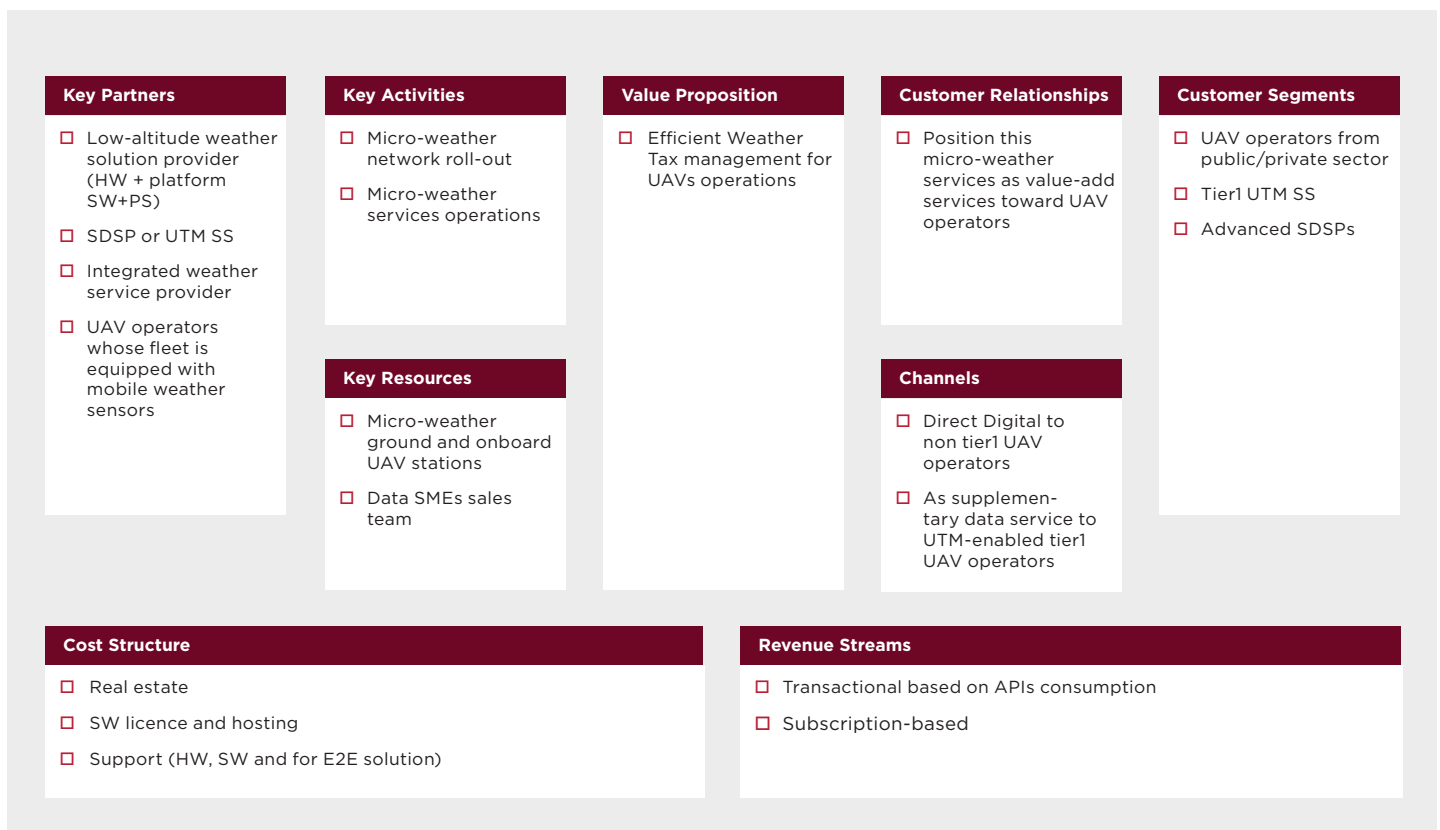 Key Partners
Low-altitude weather
solution provider
(HW + platform
SW+PS)
SDSP or UTM SS
Integrated weather
service provider
UAV operators
whose fleet is
equipped with
mobile weather
sensors
Key Activities
Micro-weather
network roll-out
Micro-weather
services operations
Key Resources
Micro-weather
ground and onboard
UAV stations
Data SMEs sales
team
Value Proposition
Efficient Weather
Tax management for
UAVs operations
Customer Relationships
Position this
micro-weather
services as value-add
services toward UAV
operators
Channels
Direct Digital to
non tier1 UAV
operators
As supplemen-
tary data service to
UTM-enabled tier1
UAV operators
Customer Segments
UAV operators from
public/private sector
Tier1 UTM SS
Advanced SDSPs
Cost Structure
Real estate
SW licence and hosting
Support (HW, SW and for E2E solution)
Revenue Streams
Transactional based on APIs consumption
Subscription-based